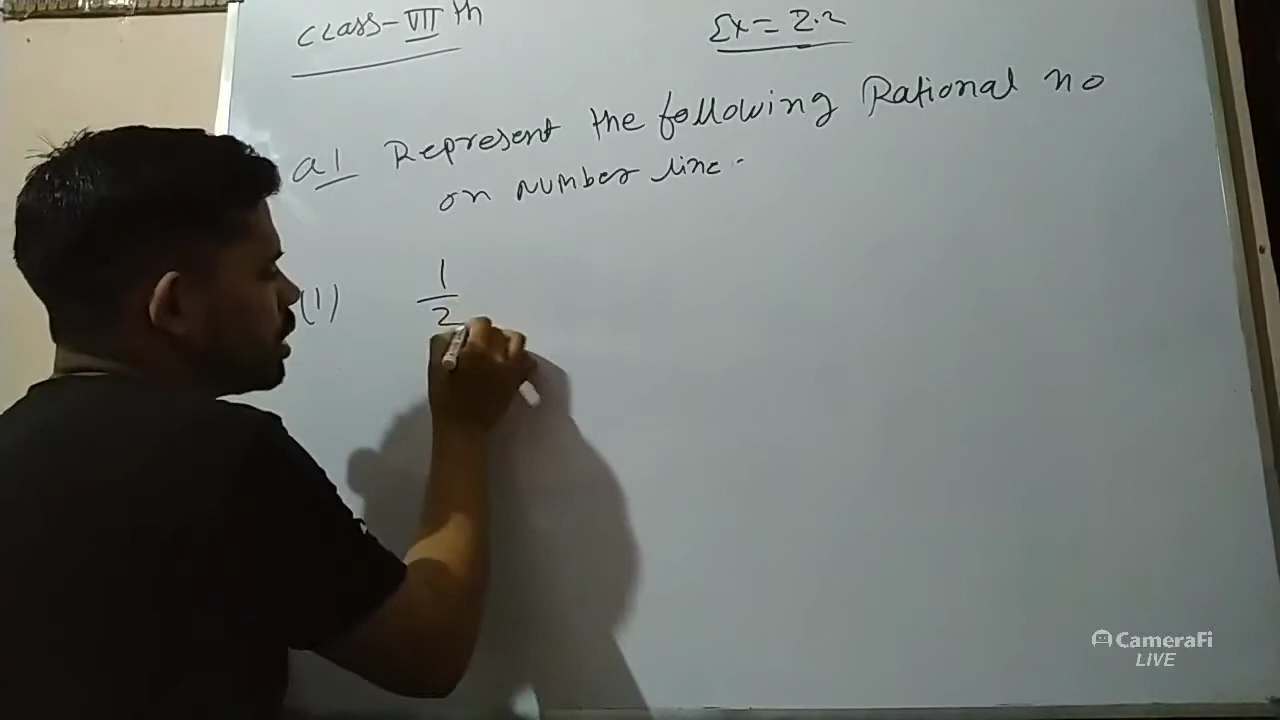 Class-VII th
Ex = 2.2
Q1 Represent the following Rational no
on number line.
(1) 1/2
CameraFi
LIVE